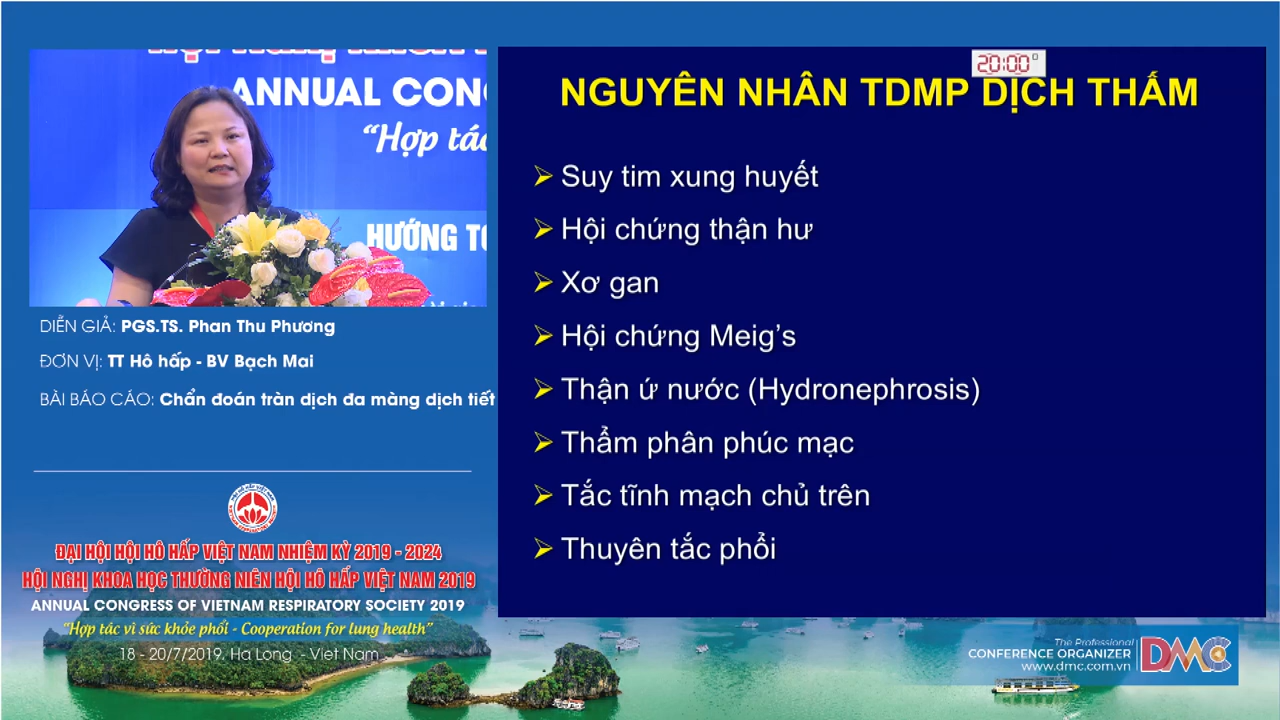 ANNUAL CON
“Hợp tác
HƯỚNG TỚ
DIỄN GIẢ: PGS.TS. Phan Thu Phương
ĐƠN VỊ: TT Hô hấp - BV Bạch Mai
BÀI BÁO CÁO: Chẩn đoán tràn dịch đa màng dịch tiết
ĐẠI HỘI HỘI HÔ HẤP VIỆT NAM NHIỆM KỲ 2019 - 2024
HỘI NGHỊ KHOA HỌC THƯỜNG NIÊN HỘI HÔ HẤP VIỆT NAM 2019
ANNUAL CONGRESS OF VIETNAM RESPIRATORY SOCIETY 2019
“Hợp tác vì sức khỏe phổi - Cooperation for lung health”
18 - 20/7/2019. Ha Long - Viet Nam
20:00
NGUYÊN NHÂN TDMP DỊCH THẤM
Suy tim xung huyết
Hội chứng thận hư
Xơ gan
Hội chứng Meig’s
Thận ứ nước (Hydronephrosis)
Thẩm phân phúc mạc
Tắc tĩnh mạch chủ trên
Thuyên tắc phổi
The Professional
CONFERENCE ORGANIZER
www.dmc.com.vn
DMC